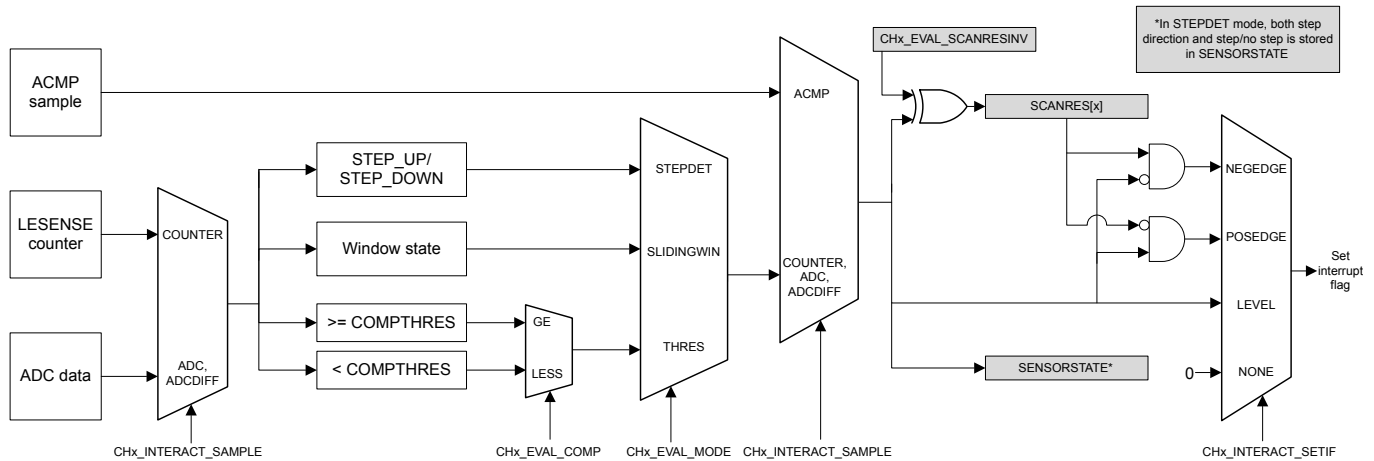 ACMP
sample
LESENSE
counter
ADC data
COUNTER
ADC,
ADCDIFF
CHx_INTERACT_SAMPLE
STEP_UP/
STEP_DOWN
Window state
>= COMPTHRES
< COMPTHRES
GE
LESS
CHx_EVAL_COMP
STEPDET
SLIDINGWIN
THRES
CHx_EVAL_MODE
ACMP
COUNTER,
ADC,
ADCDIFF
CHx_INTERACT_SAMPLE
CHx_EVAL_SCANRESINV
SCANRES[x]
SENSORSTATE*
*In STEPDET mode, both step
direction and step/no step is stored
in SENSORSTATE
NEGEDGE
POSEDGE
LEVEL
0
NONE
CHx_INTERACT_SETIF
Set
interrupt
flag